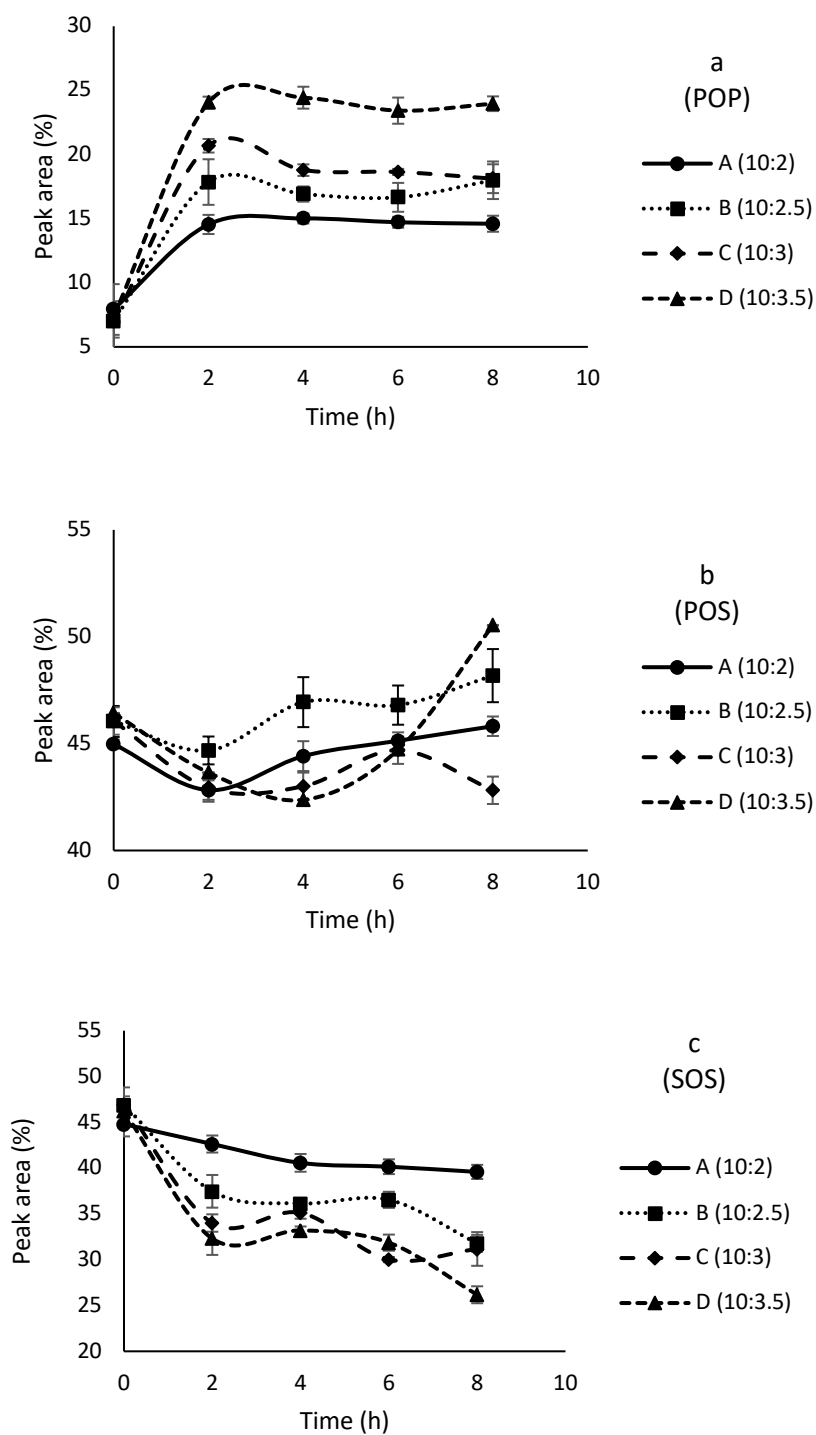 30
25
20
15
10
5
Peak area (%)
0 2 4 6 8 10
Time (h)
a
(POP)
A (10:2)
B (10:2.5)
C (10:3)
D (10:3.5)
55
50
45
40
Peak area (%)
0 2 4 6 8 10
Time (h)
b
(POS)
A (10:2)
B (10:2.5)
C (10:3)
D (10:3.5)
55
50
45
40
35
30
25
20
Peak area (%)
0 2 4 6 8 10
Time (h)
c
(SOS)
A (10:2)
B (10:2.5)
C (10:3)
D (10:3.5)